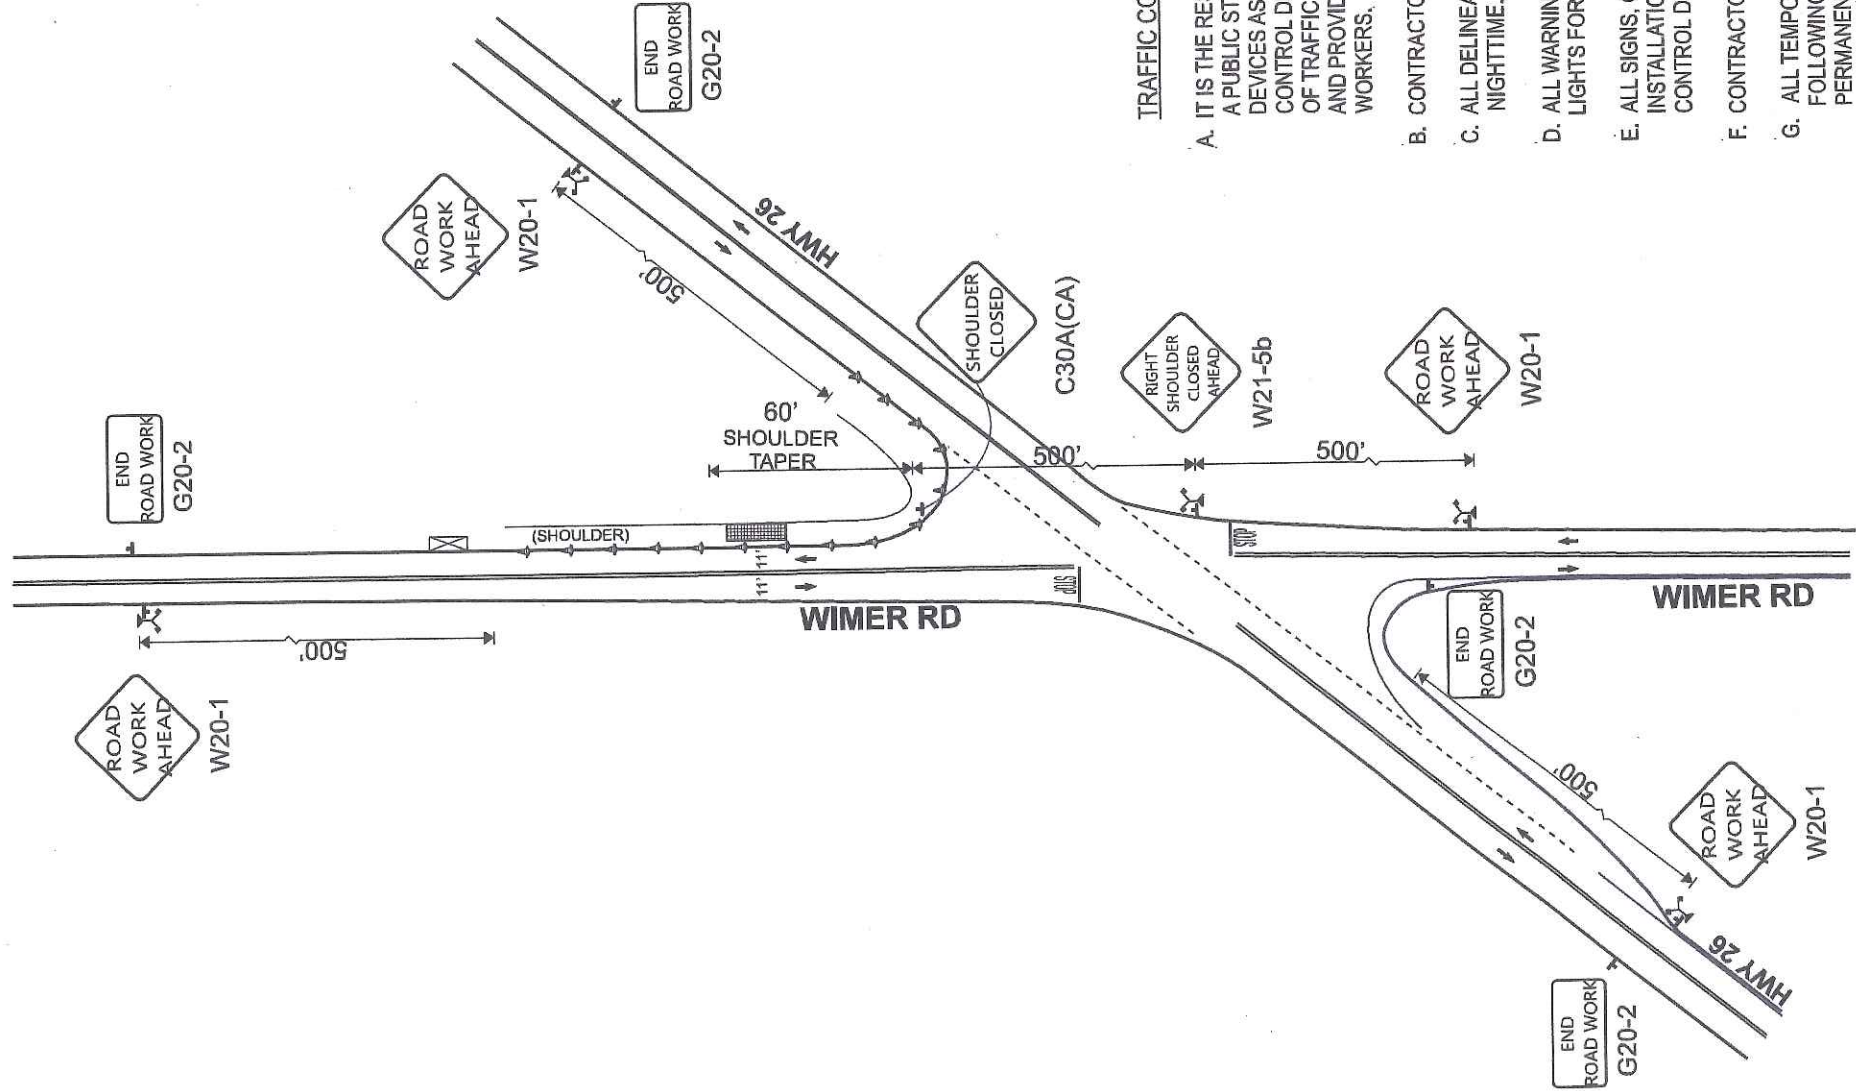 END
ROAD WORK
G20-2
ROAD
WORK
AHEAD
W20-1
END
ROAD WORK
G20-2
500'
HWY 26
60'
SHOULDER
TAPER
SHOULDER
CLOSED
C30A(CA)
RIGHT
SHOULDER
CLOSED
AHEAD
W21-5b
ROAD
WORK
AHEAD
W20-1
500'
500'
(SHOULDER)
11'
11'
STOP
STOP
WIMER RD
WIMER RD
500'
ROAD
WORK
AHEAD
W20-1
END
ROAD WORK
G20-2
500'
ROAD
WORK
AHEAD
W20-1
HWY 26
END
ROAD WORK
G20-2
TRAFFIC CO
A. IT IS THE RE
A PUBLIC ST
DEVICES AS
CONTROL D
OF TRAFFIC
AND PROVID
WORKERS.
B. CONTRACTO
C. ALL DELINEA
NIGHTTIME.
D. ALL WARNIN
LIGHTS FOR
E. ALL SIGNS,
INSTALLATIO
CONTROL D
F. CONTRACTO
G. ALL TEMPO
FOLLOWING
PERMANEN